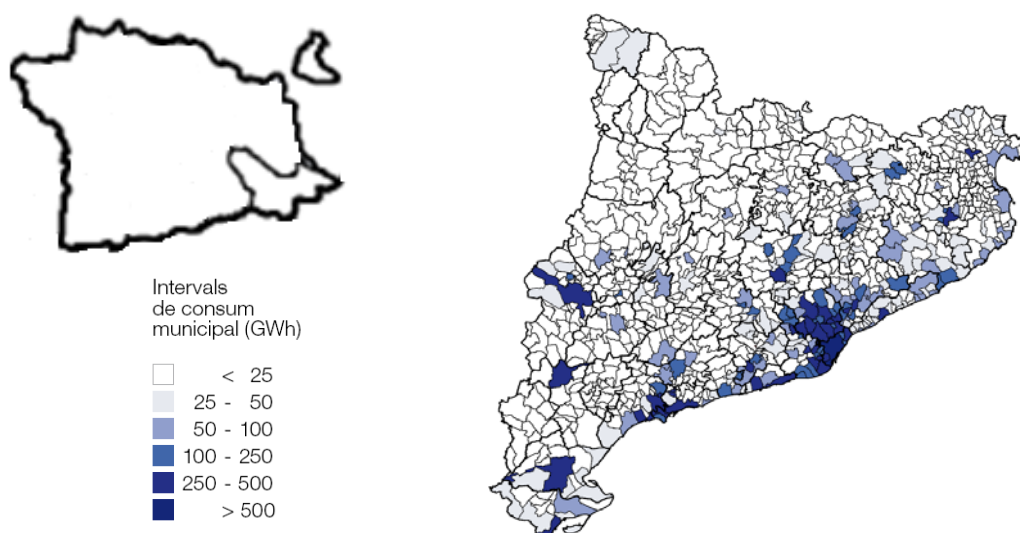 Intervals
de consum
municipal (GWh)
< 25
25 - 50
50 - 100
100 - 250
250 - 500
> 500